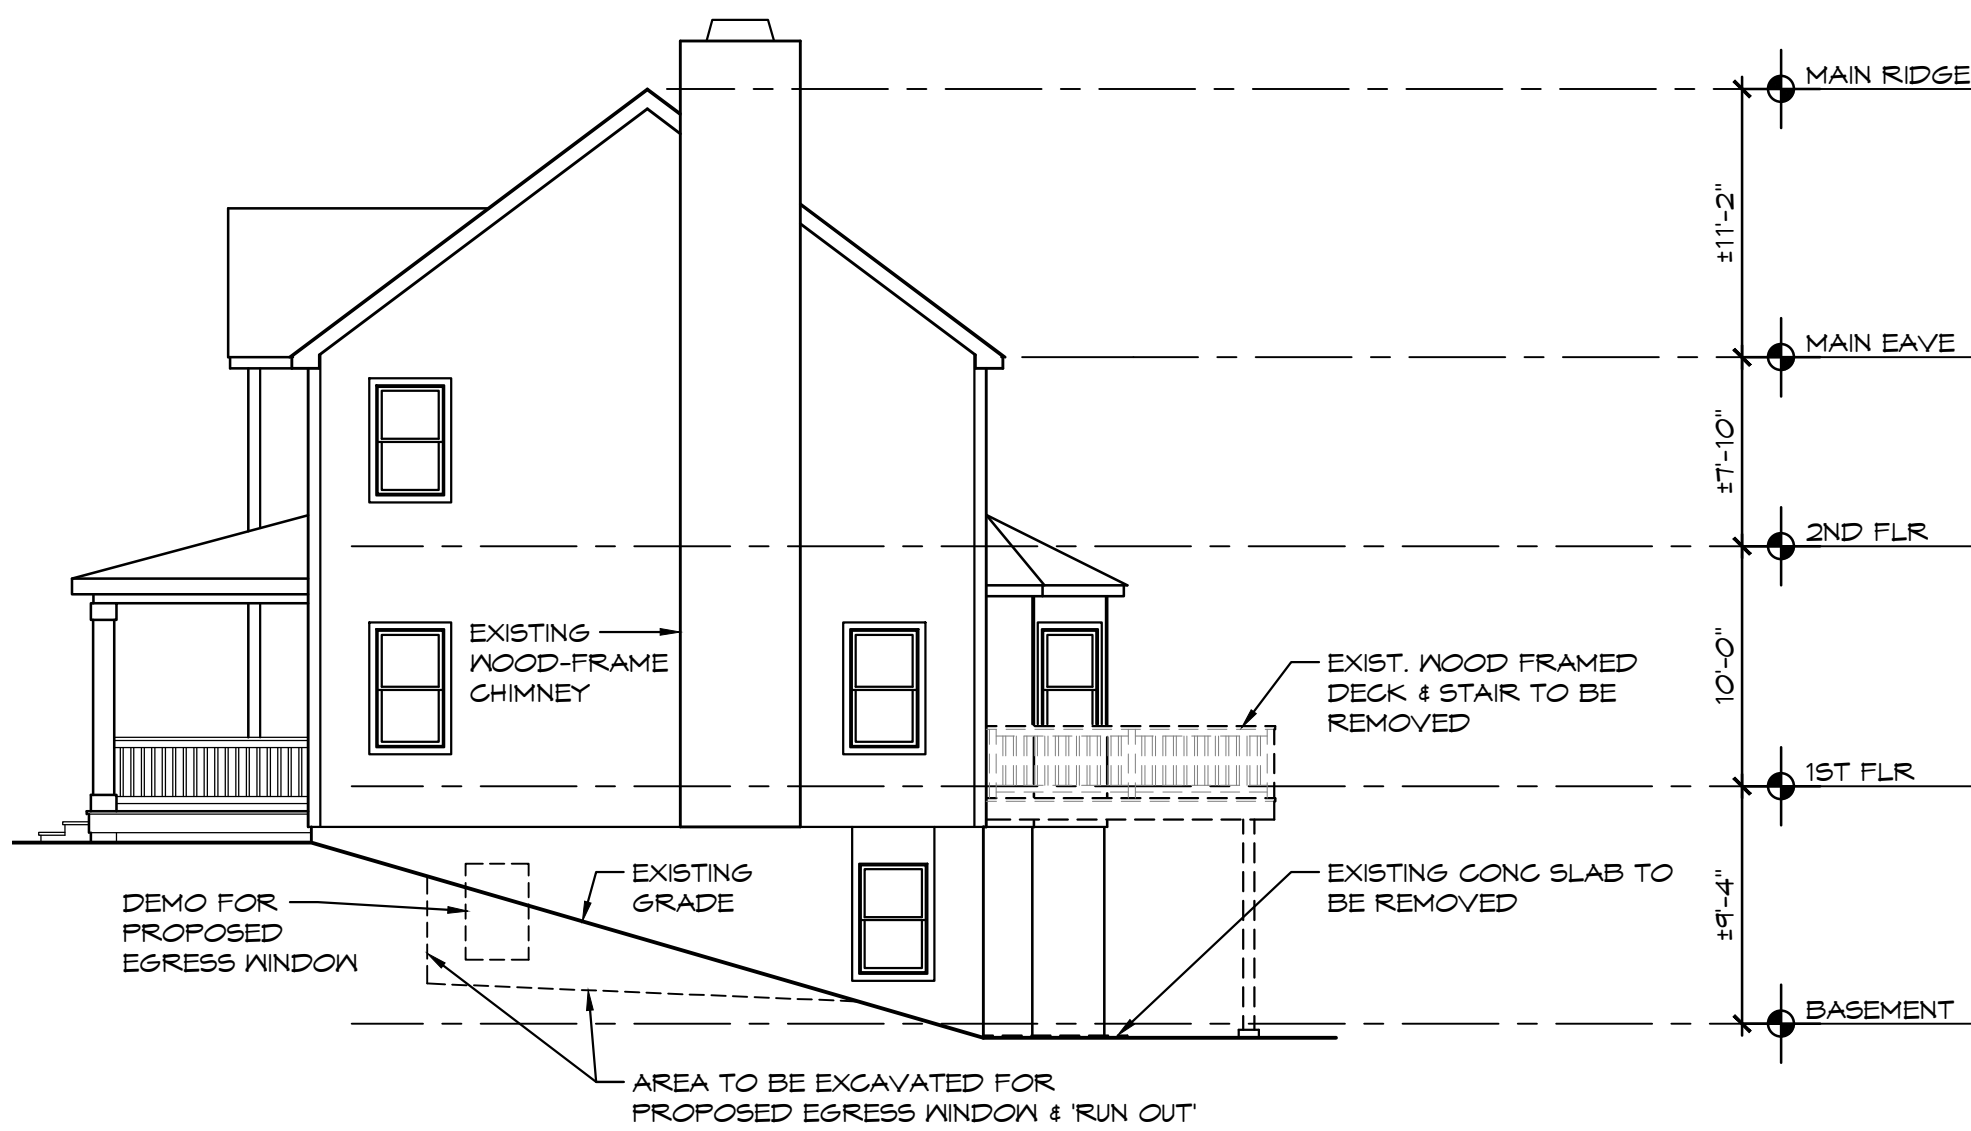 MAIN RIDGE
±11'-2"
MAIN EAVE
±7'-10"
2ND FLR
EXISTING
WOOD-FRAME
CHIMNEY
EXIST. WOOD FRAMED
DECK & STAIR TO BE
REMOVED
10'-0"
1ST FLR
DEMO FOR
PROPOSED
EGRESS WINDOW
EXISTING
GRADE
EXISTING CONC SLAB TO
BE REMOVED
±9'-4"
BASEMENT
AREA TO BE EXCAVATED FOR
PROPOSED EGRESS WINDOW & 'RUN OUT'